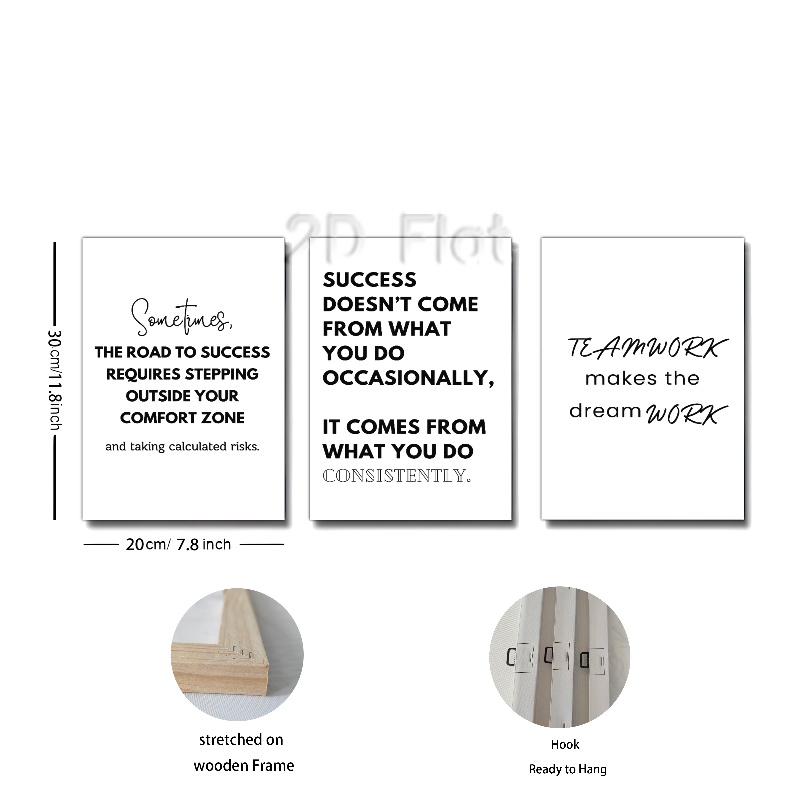 2D Flat
Sometimes,
THE ROAD TO SUCCESS
REQUIRES STEPPING
OUTSIDE YOUR
COMFORT ZONE
and taking calculated risks.
SUCCESS
DOESN'T COME
FROM WHAT
YOU DO
OCCASIONALLY,
IT COMES FROM
WHAT YOU DO
CONSISTENTLY.
TEAMWORK
makes the
dream WORK
30cm/11.8inch
20cm/ 7.8 inch
stretched on
wooden Frame
Hook
Ready to Hang